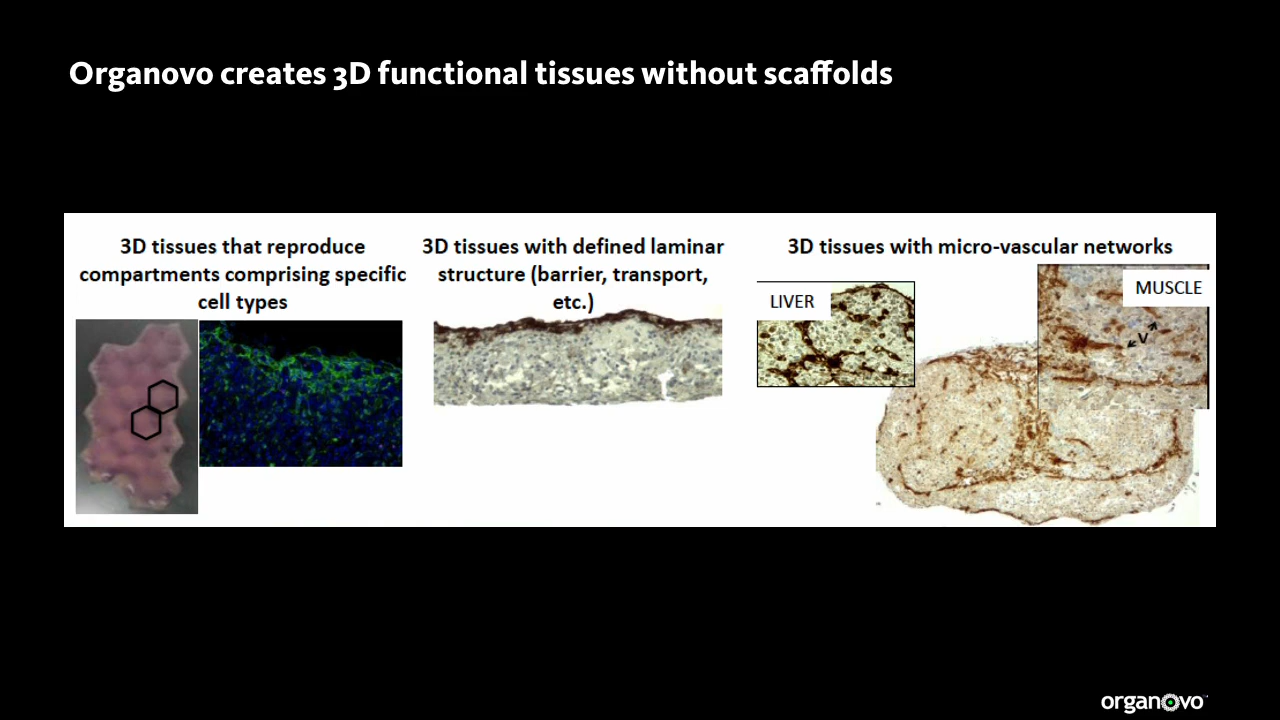 Organovo creates 3D functional tissues without scaffolds
3D tissues that reproduce
compartments comprising specific
cell types
3D tissues with defined laminar
structure (barrier, transport,
etc.)
3D tissues with micro-vascular networks
LIVER
MUSCLE
V
organovo